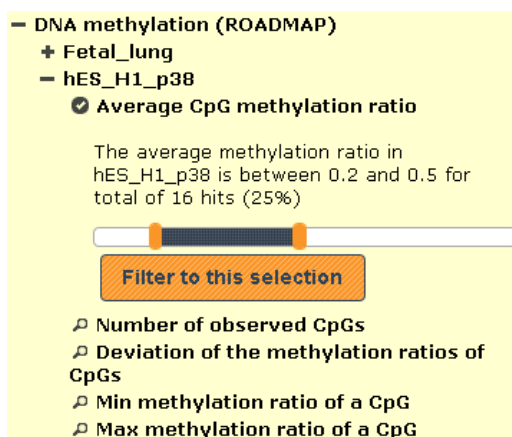 DNA methylation (ROADMAP)
Fetal_lung
hES_H1_p38
Average CpG methylation ratio
The average methylation ratio in
hES_H1_p38 is between 0.2 and 0.5 for
total of 16 hits (25%)
Filter to this selection
Number of observed CpGs
Deviation of the methylation ratios of
CpGs
Min methylation ratio of a CpG
Max methylation ratio of a CpG